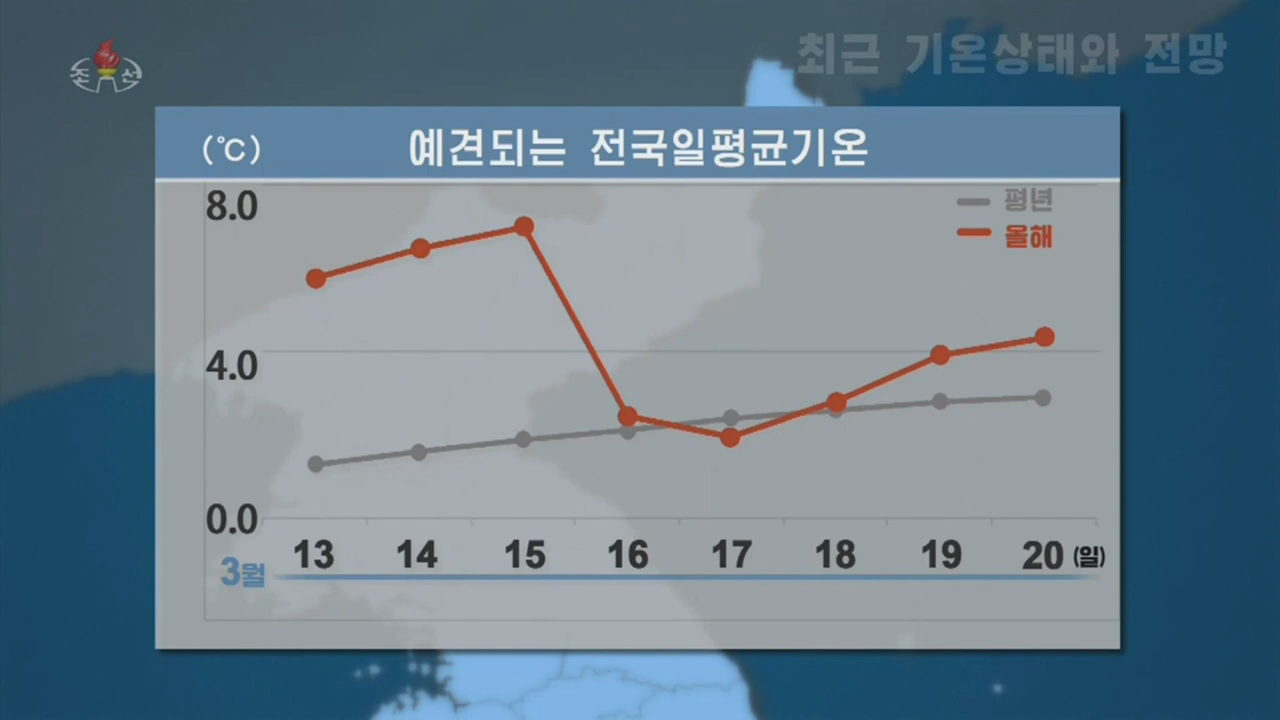 최근 기온상태와 전망
조선
(℃) 예견되는 전국일평균기온
8.0
평년
올해
4.0
0.0
13 14 15 16 17 18 19 20 (일)
3월